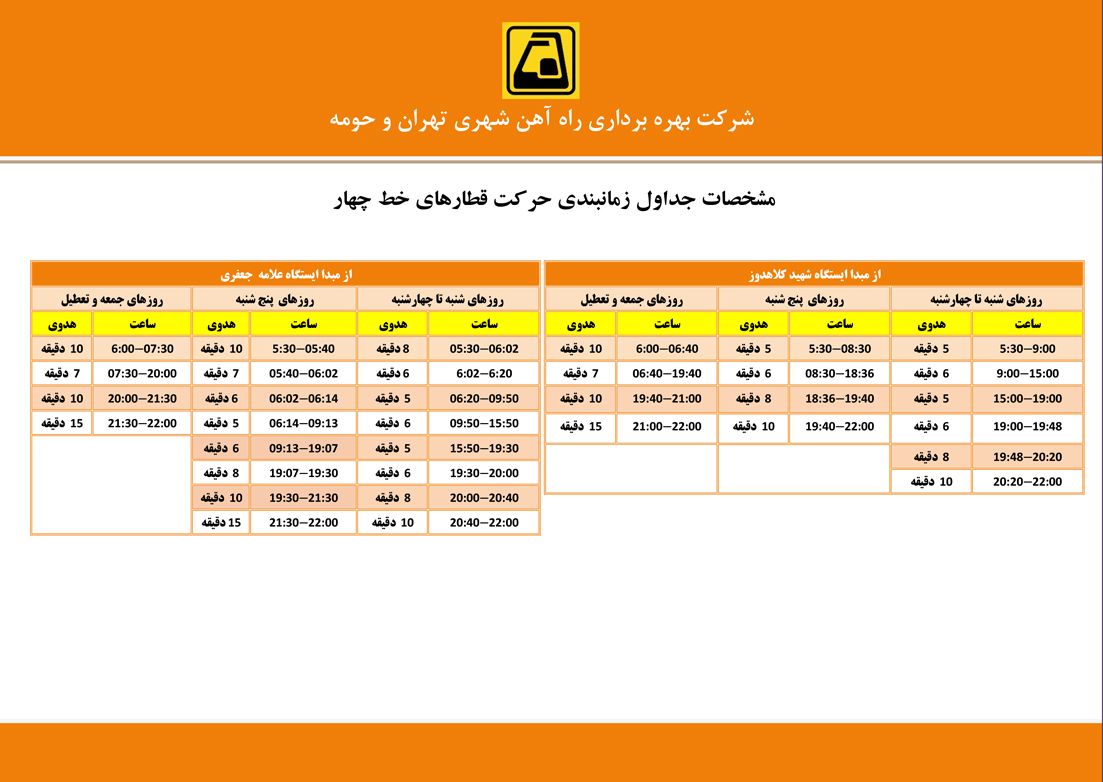 شرکت بهره برداری راه آهن شهری تهران و حومه
مشخصات جداول زمانبندی حرکت قطارهای خط چهار
از مبدا ایستگاه شهید کلاهدوز
روزهای شنبه تا چهارشنبه روزهای پنج شنبه روزهای جمعه و تعطیل
ساعت هدوی ساعت هدوی ساعت هدوی
5:30–9:00 5 دقیقه 5:30–08:30 5 دقیقه 6:00–06:40 10 دقیقه
9:00–15:00 6 دقیقه 08:30–18:36 6 دقیقه 06:40–19:40 7 دقیقه
15:00–19:00 5 دقیقه 18:36–19:40 8 دقیقه 19:40–21:00 10 دقیقه
19:00–19:48 6 دقیقه 19:40–22:00 10 دقیقه 21:00–22:00 15 دقیقه
19:48–20:20 8 دقیقه
20:20–22:00 10 دقیقه
از مبدا ایستگاه علامه جعفری
روزهای شنبه تا چهارشنبه روزهای پنج شنبه روزهای جمعه و تعطیل
ساعت هدوی ساعت هدوی ساعت هدوی
05:30–06:02 8 دقیقه 5:30–05:40 10 دقیقه 6:00–07:30 10 دقیقه
6:02–6:20 6 دقیقه 05:40–06:02 7 دقیقه 07:30–20:00 7 دقیقه
06:20–09:50 5 دقیقه 06:02–06:14 6 دقیقه 20:00–21:30 10 دقیقه
09:50–15:50 6 دقیقه 06:14–09:13 5 دقیقه 21:30–22:00 15 دقیقه
15:50–19:30 5 دقیقه 09:13–19:07 6 دقیقه
19:30–20:00 6 دقیقه 19:07–19:30 8 دقیقه
20:00–20:40 8 دقیقه 19:30–21:30 10 دقیقه
20:40–22:00 10 دقیقه 21:30–22:00 15 دقیقه